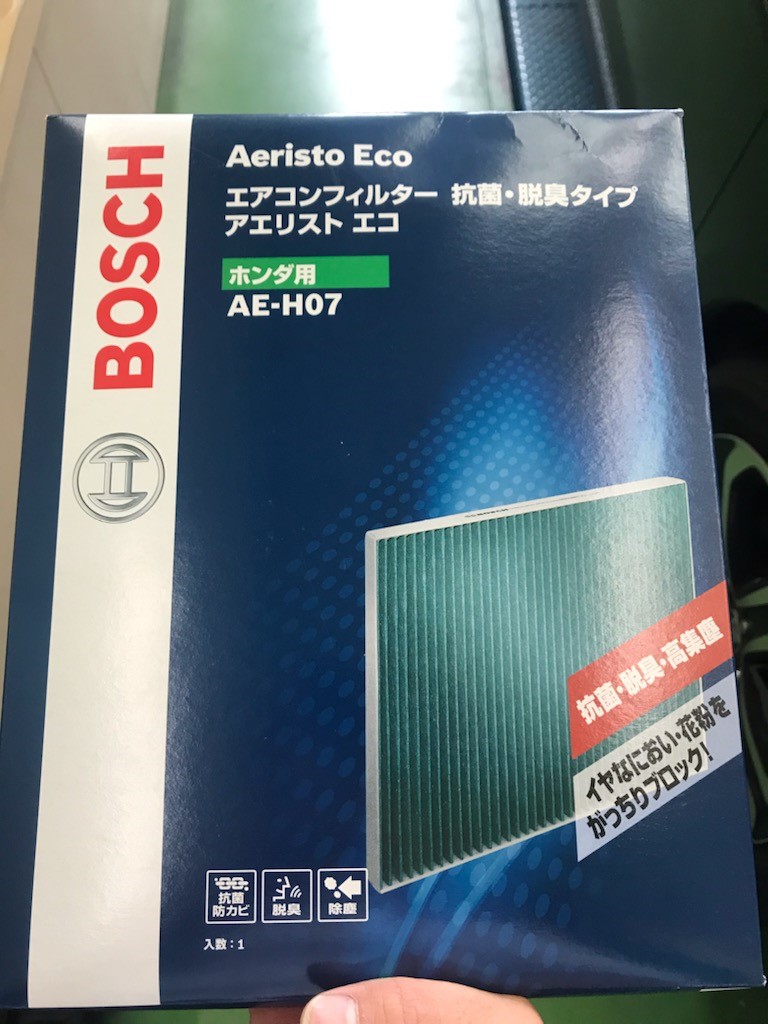 BOSCH
Aeristo Eco
エアコンフィルター 抗菌・脱臭タイプ
アエリスト エコ
ホンダ用
AE-H07
抗菌・脱臭・高集塵
イヤなにおい・花粉を
がっちりブロック!
抗菌
防カビ
脱臭
除塵
入数:1